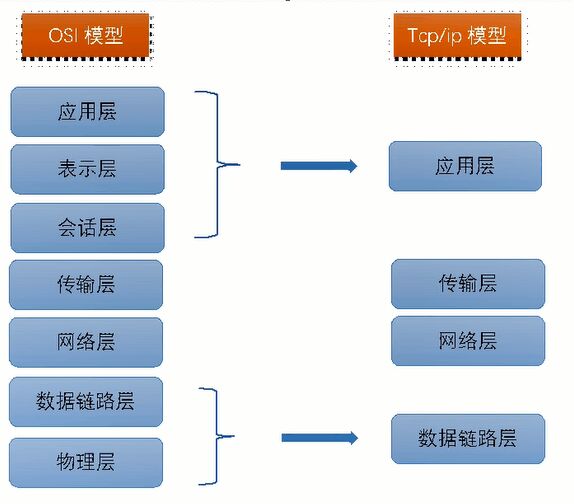 OSI 模型
Tcp/ip 模型
应用层
表示层
会话层
传输层
网络层
数据链路层
物理层
应用层
传输层
网络层
数据链路层